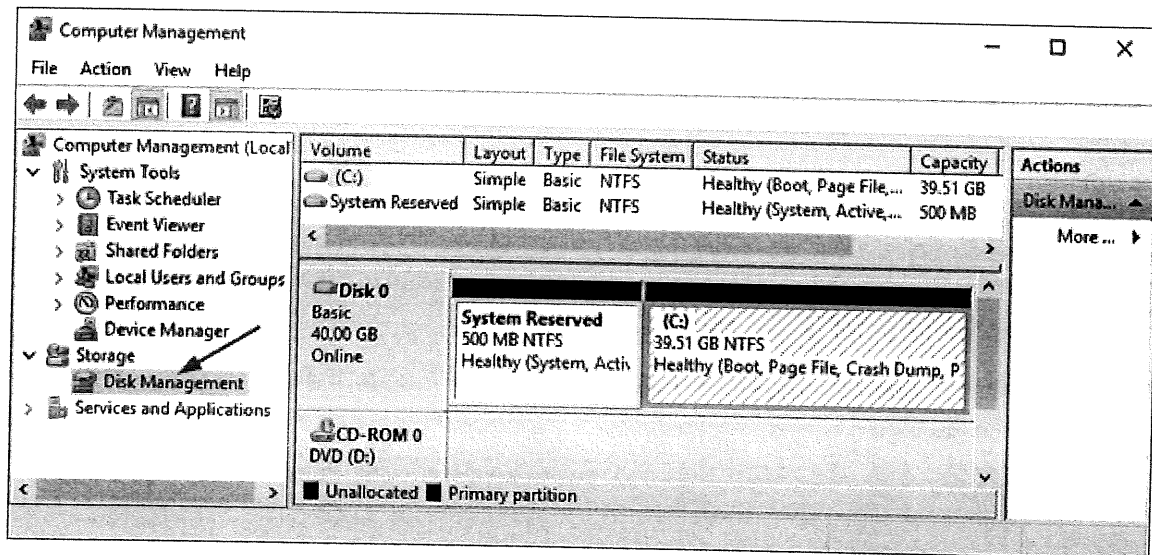 Computer Management
File Action View Help
Computer Management (Local
System Tools
Task Scheduler
Event Viewer
Shared Folders
Local Users and Groups
Performance
Device Manager
Storage
Disk Management
Services and Applications
Volume Layout Type File System Status Capacity
(C:) Simple Basic NTFS Healthy (Boot, Page File,... 39.51 GB
System Reserved Simple Basic NTFS Healthy (System, Active,... 500 MB
Disk 0
Basic
40.00 GB
Online
System Reserved
500 MB NTFS
Healthy (System, Activ
(C:)
39.51 GB NTFS
Healthy (Boot, Page File, Crash Dump, P
CD-ROM 0
DVD (D:)
Unallocated Primary partition
Actions
Disk Mana...
More ...